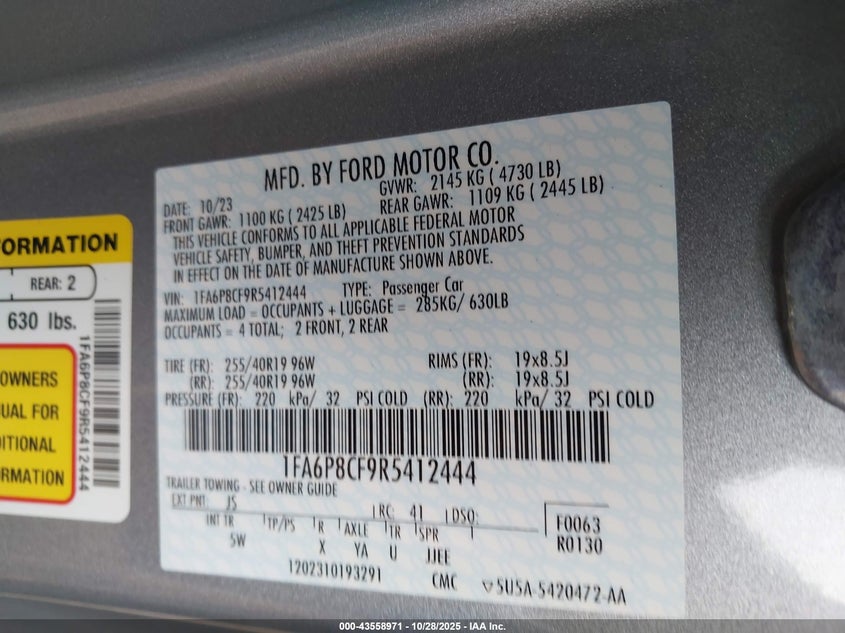 MFD. BY FORD MOTOR CO.
DATE: 10/23 GVWR: 2145 KG ( 4730 LB)
FRONT GAWR: 1100 KG ( 2425 LB) REAR GAWR: 1109 KG ( 2445 LB)
THIS VEHICLE CONFORMS TO ALL APPLICABLE FEDERAL MOTOR
VEHICLE SAFETY, BUMPER, AND THEFT PREVENTION STANDARDS
IN EFFECT ON THE DATE OF MANUFACTURE SHOWN ABOVE.
VIN: 1FA6P8CF9R5412444 TYPE: Passenger Car
MAXIMUM LOAD = OCCUPANTS + LUGGAGE = 285KG/ 630LB
OCCUPANTS = 4 TOTAL; 2 FRONT, 2 REAR
TIRE (FR): 255/40R19 96W RIMS (FR): 19x8.5J
(RR): 255/40R19 96W (RR): 19x8.5J
PRESSURE (FR): 220 kPa/ 32 PSI COLD (RR): 220 kPa/ 32 PSI COLD
1FA6P8CF9R5412444
TRAILER TOWING - SEE OWNER GUIDE
EXT PNT: JS RC: 41 DSO: F0063
INT TR TP/PS R AXLE TR SPR R0130
5W X YA U JJEE
1202310193291 CMC 5U5A-5420472-AA
FORMATION
REAR: 2
630 lbs.
OWNERS
UAL FOR
DITIONAL
RMATION
1FA6P8CF9R5412444
000-43558971 - 10/28/2025 - IAA Inc.